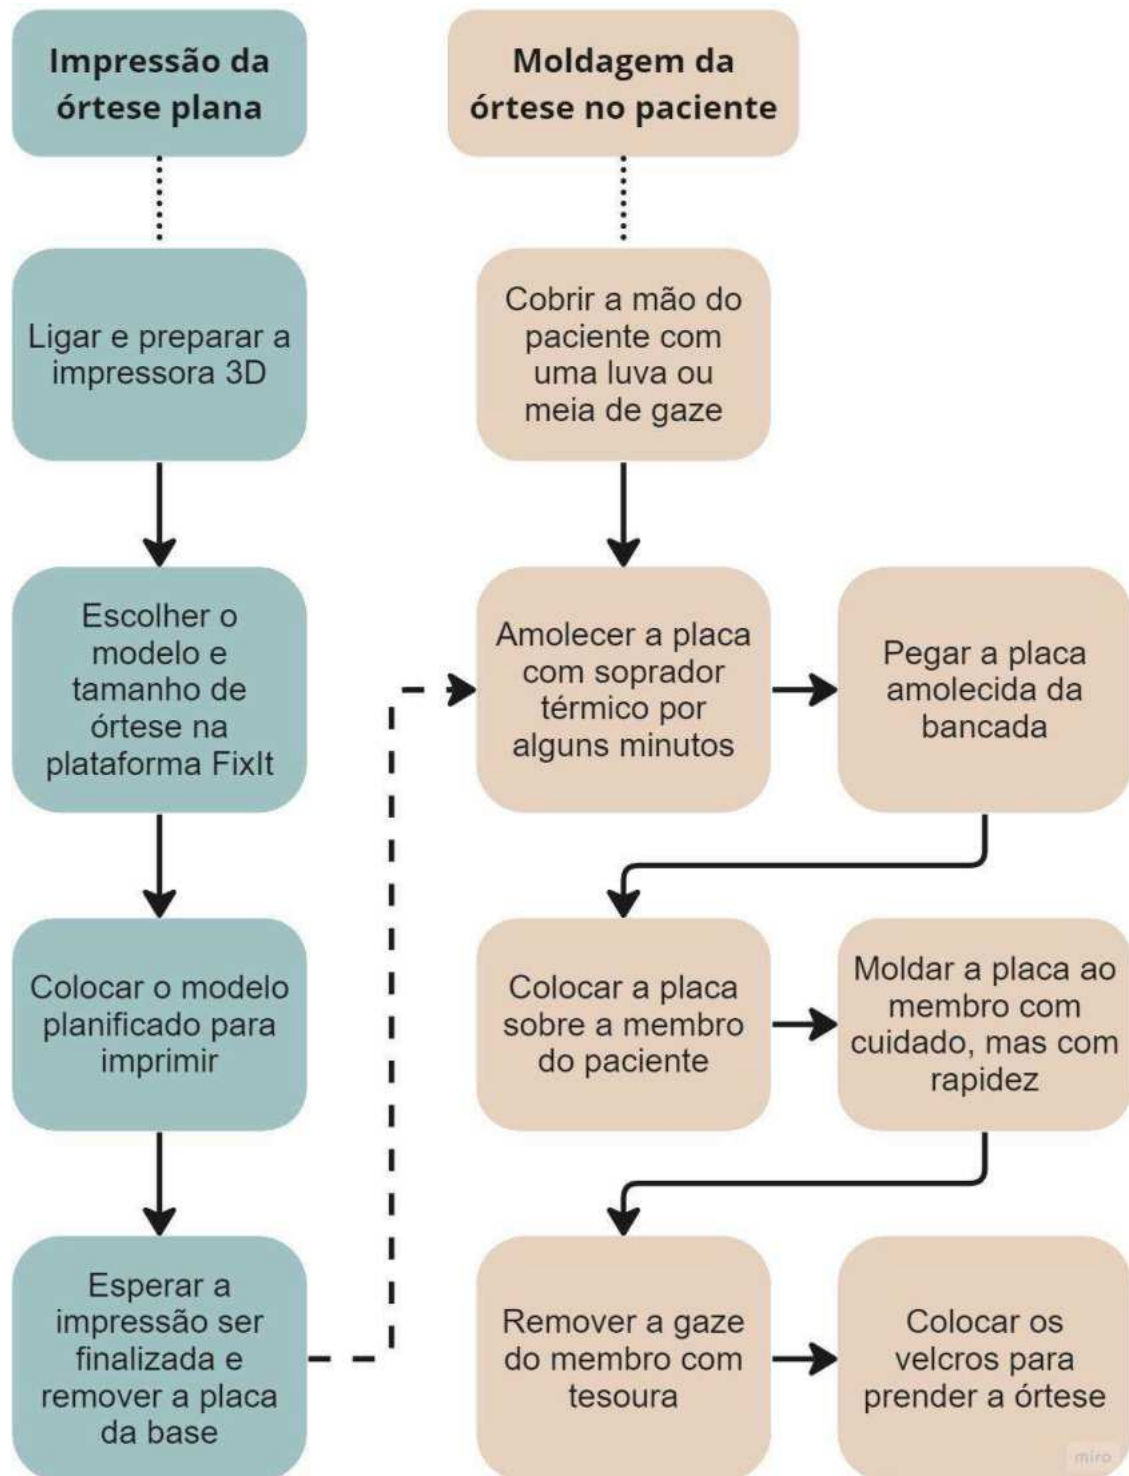 Impressão da
órtese plana
Ligar e preparar a
impressora 3D
Escolher o
modelo e
tamanho de
órtese na
plataforma FixIt
Colocar o modelo
planificado para
imprimir
Esperar a
impressão ser
finalizada e
remover a placa
da base
Moldagem da
órtese no paciente
Cobrir a mão do
paciente com
uma luva ou
meia de gaze
Amolecer a placa
com soprador
térmico por
alguns minutos
Pegar a placa
amolecida da
bancada
Colocar a placa
sobre a membro
do paciente
Moldar a placa ao
membro com
cuidado, mas com
rapidez
Remover a gaze
do membro com
tesoura
Colocar os
velcros para
prender a órtese
miro